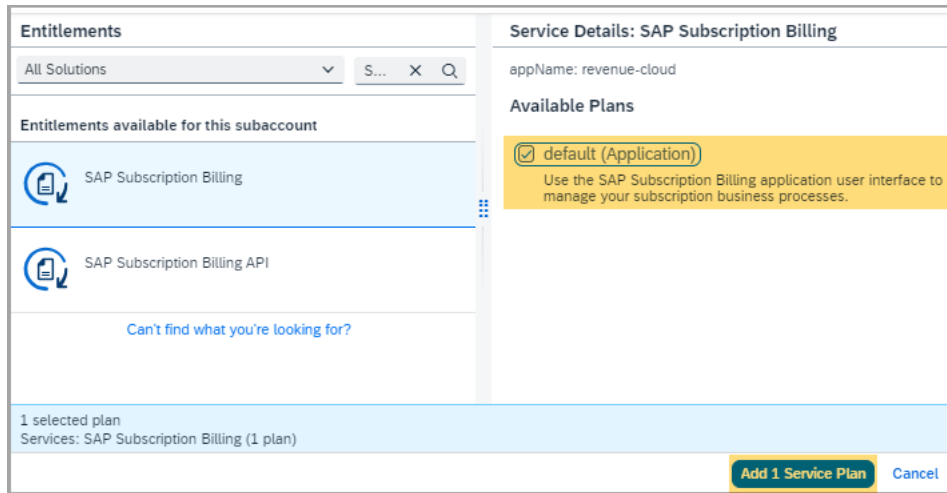 Entitlements
All Solutions
S...
Entitlements available for this subaccount
SAP Subscription Billing
SAP Subscription Billing API
Can't find what you're looking for?
Service Details: SAP Subscription Billing
appName: revenue-cloud
Available Plans
default (Application)
Use the SAP Subscription Billing application user interface to
manage your subscription business processes.
1 selected plan
Services: SAP Subscription Billing (1 plan)
Add 1 Service Plan
Cancel